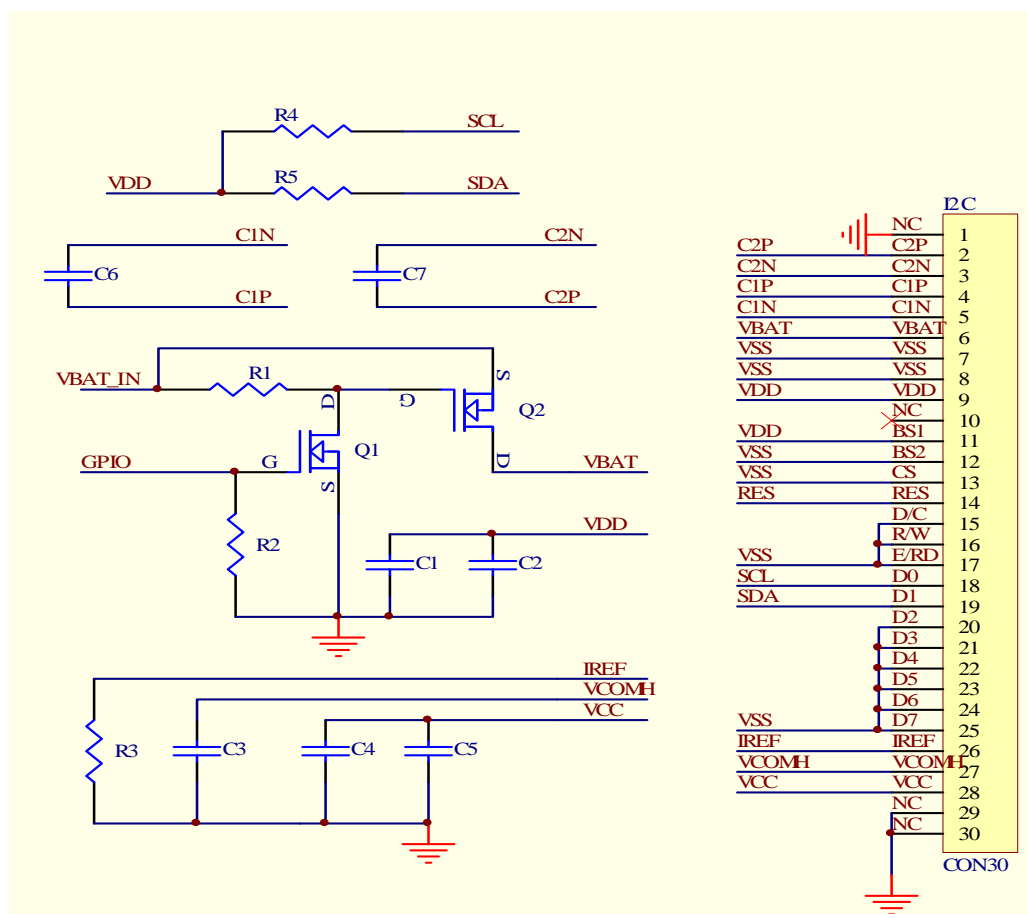 R4
SCL
VDD
R5
SDA
C1N
C6
C1P
C2N
C7
C2P
VBAT_IN
R1
D
G
S
Q2
D
VBAT
GPIO
G
Q1
S
R2
VDD
C1
C2
IREF
VCOMH
VCC
R3
C3
C4
C5
I2C
NC 1
C2P C2P 2
C2N C2N 3
C1P C1P 4
C1N C1N 5
VBAT VBAT 6
VSS VSS 7
VSS VSS 8
VDD VDD 9
NC 10
VDD BS1 11
VSS BS2 12
VSS CS 13
RES RES 14
D/C 15
R/W 16
VSS E/RD 17
SCL D0 18
SDA D1 19
D2 20
D3 21
D4 22
D5 23
D6 24
VSS D7 25
IREF IREF 26
VCOMH VCOMH 27
VCC VCC 28
NC 29
NC 30
CON30